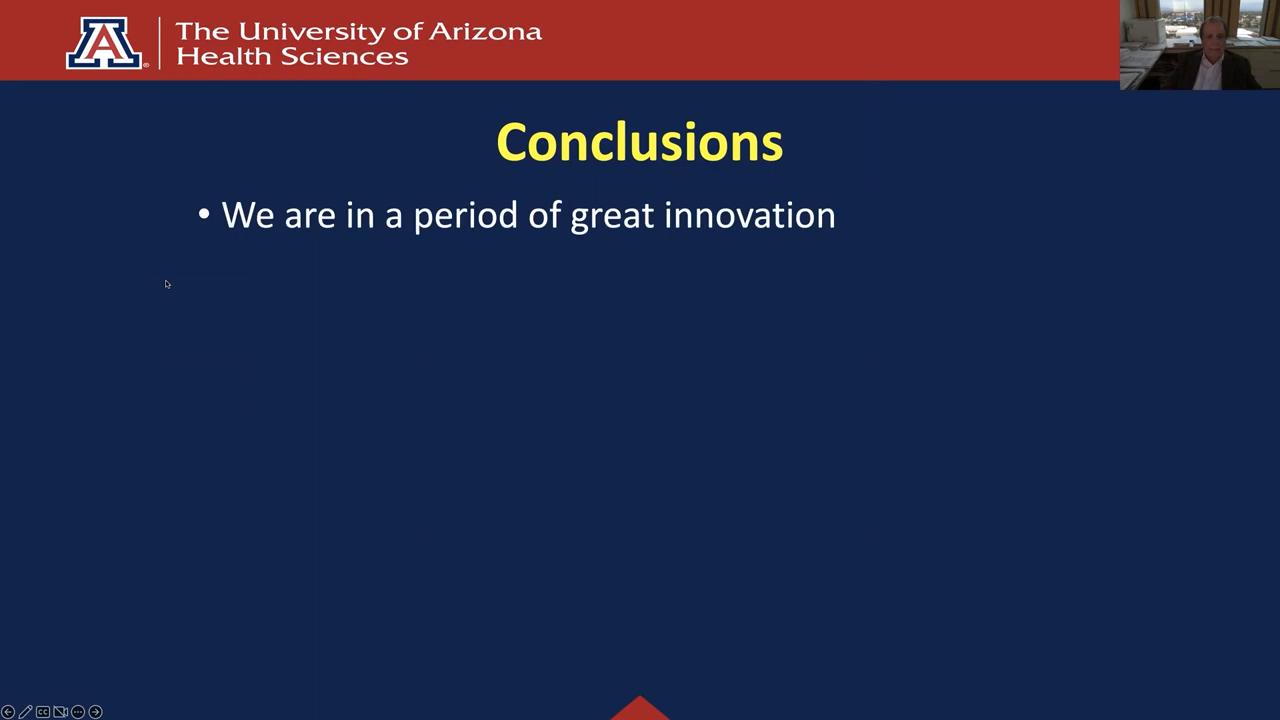 The University of Arizona
Health Sciences
Conclusions
• We are in a period of great innovation